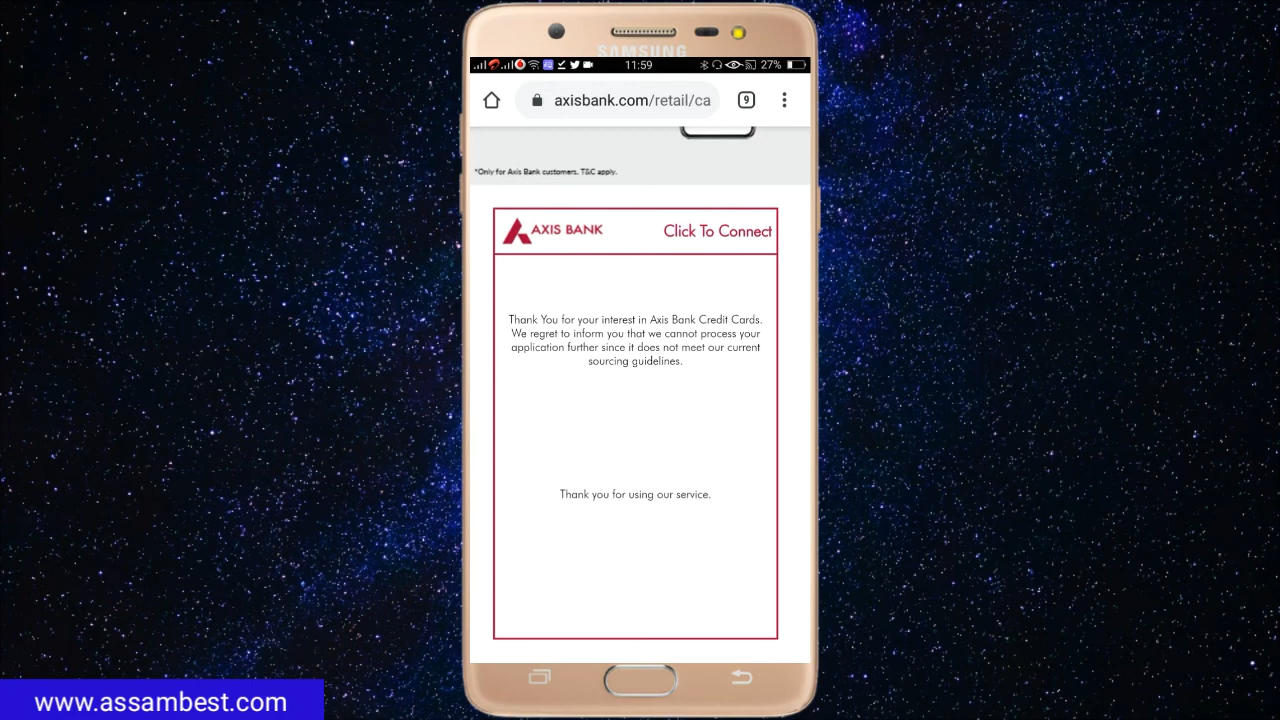 SAMSUNG
11:59
27%
axisbank.com/retail/ca
9
*Only for Axis Bank customers. T&C apply.
AXIS BANK
Click To Connect
Thank You for your interest in Axis Bank Credit Cards.
We regret to inform you that we cannot process your
application further since it does not meet our current
sourcing guidelines.
Thank you for using our service.
www.assambest.com